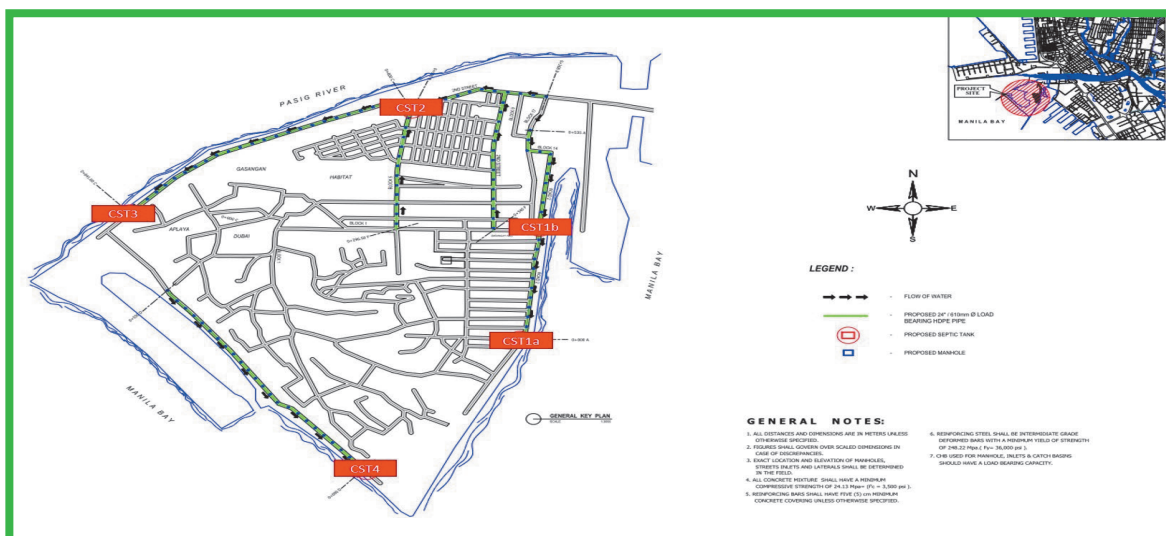 PASIG RIVER
2ND STREET
CST2
BLOCK 14
GASANGAN
HABITAT
CST3
APLAYA
DUBAI
BLOCK 1
CST1b
MANILA BAY
CST1a
MANILA BAY
CST4
GENERAL KEY PLAN
SCALE
PROJECT
SITE
MANILA BAY
N
W
E
S
LEGEND :
- FLOW OF WATER
- PROPOSED 24" / 610mm Ø LOAD
BEARING HDPE PIPE
- PROPOSED SEPTIC TANK
- PROPOSED MANHOLE
GENERAL NOTES:
1. ALL DISTANCES AND DIMENSIONS ARE IN METERS UNLESS
OTHERWISE SPECIFIED.
2. FIGURES SHALL GOVERN OVER SCALED DIMENSIONS IN
CASE OF DISCREPANCIES.
3. EXACT LOCATION AND ELEVATION OF MANHOLES,
STREETS INLETS AND LATERALS SHALL BE DETERMINED
IN THE FIELD.
4. ALL CONCRETE MIXTURE SHALL HAVE A MINIMUM
COMPRESSIVE STRENGTH OF 24.13 Mpa= (Fc = 3,500 psi ).
5. REINFORCING BARS SHALL HAVE FIVE (5) cm MINIMUM
CONCRETE COVERING UNLESS OTHERWISE SPECIFIED.
6. REINFORCING STEEL SHALL BE INTERMEDIATE GRADE
DEFORMED BARS WITH A MINIMUM YIELD OF STRENGTH
OF 248.22 Mpa.( Fy= 36,000 psi ).
7. CHB USED FOR MANHOLE, INLETS & CATCH BASINS
SHOULD HAVE A LOAD BEARING CAPACITY.